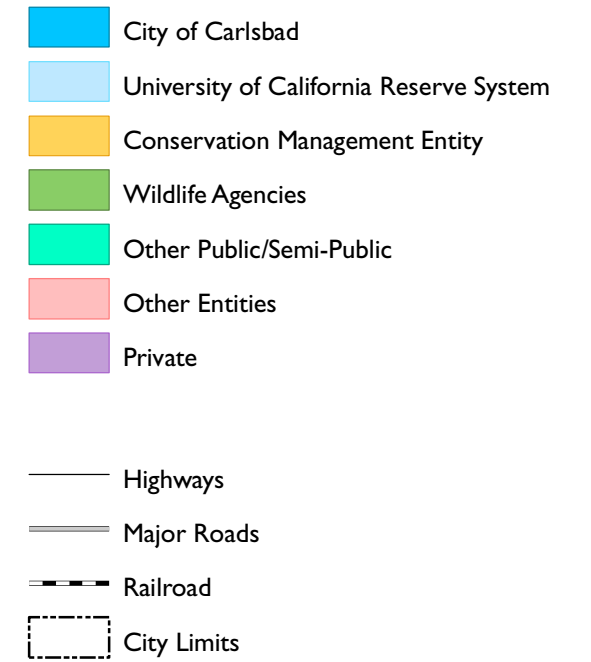 City of Carlsbad
University of California Reserve System
Conservation Management Entity
Wildlife Agencies
Other Public/Semi-Public
Other Entities
Private
Highways
Major Roads
Railroad
City Limits